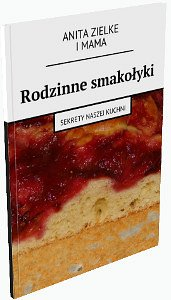 ANITA ZIELKE
I MAMA
Rodzinne smakołyki
SEKRETY NASZEJ KUCHNI